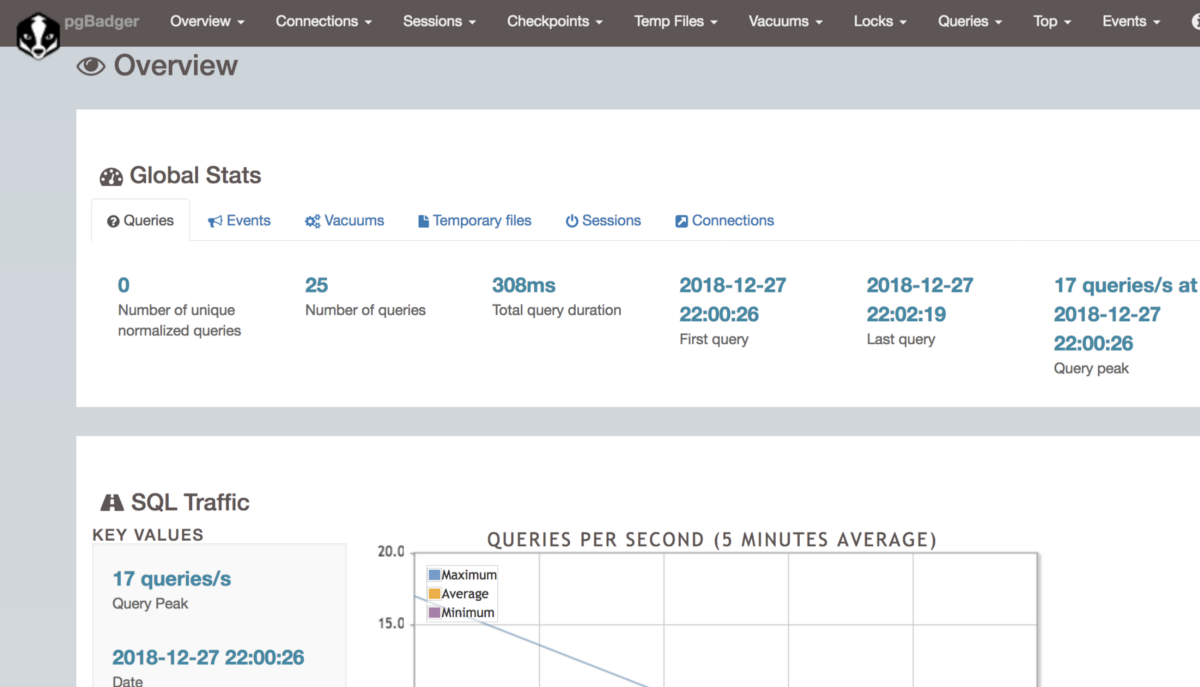 pgBadger Overview Connections Sessions Checkpoints Temp Files Vacuums Locks Queries Top Events
Overview
Global Stats
Queries Events Vacuums Temporary files Sessions Connections
0
Number of unique
normalized queries
25
Number of queries
308ms
Total query duration
2018-12-27
22:00:26
First query
2018-12-27
22:02:19
Last query
17 queries/s at
2018-12-27
22:00:26
Query peak
SQL Traffic
KEY VALUES
17 queries/s
Query Peak
2018-12-27 22:00:26
Date
QUERIES PER SECOND (5 MINUTES AVERAGE)
20.0
Maximum
Average
Minimum
15.0